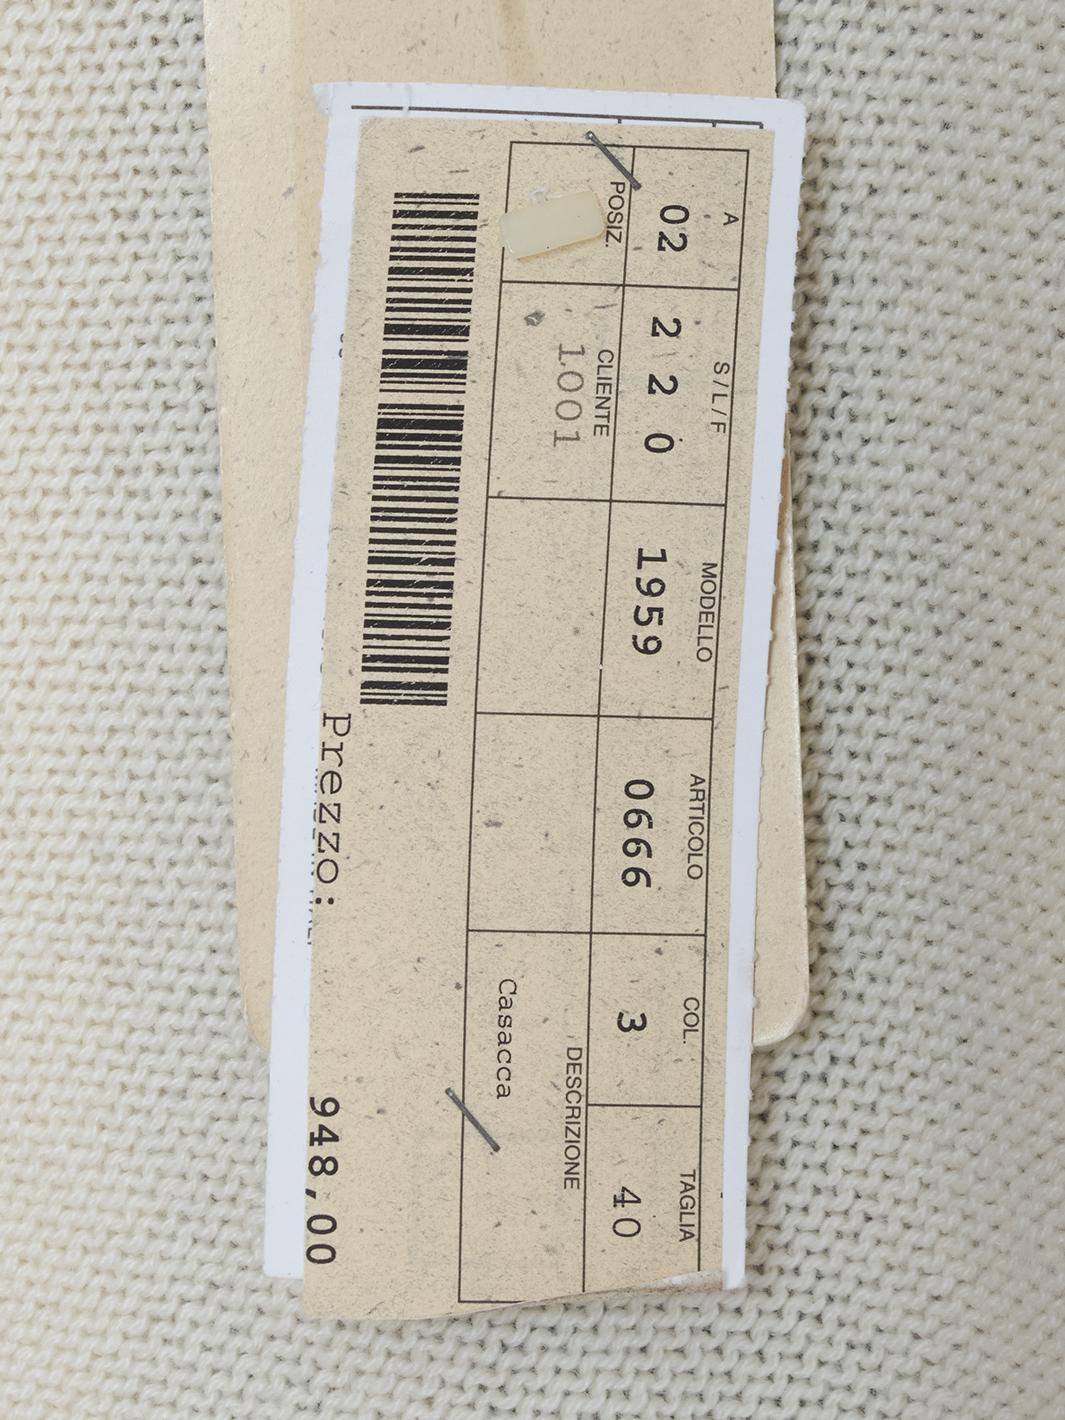 A S/L/F MODELLO ARTICOLO COL. TAGLIA
02 2 2 0 1959 0666 3 40
POSIZ. CLIENTE DESCRIZIONE
1001
Casacca
Prezzo: 948,00